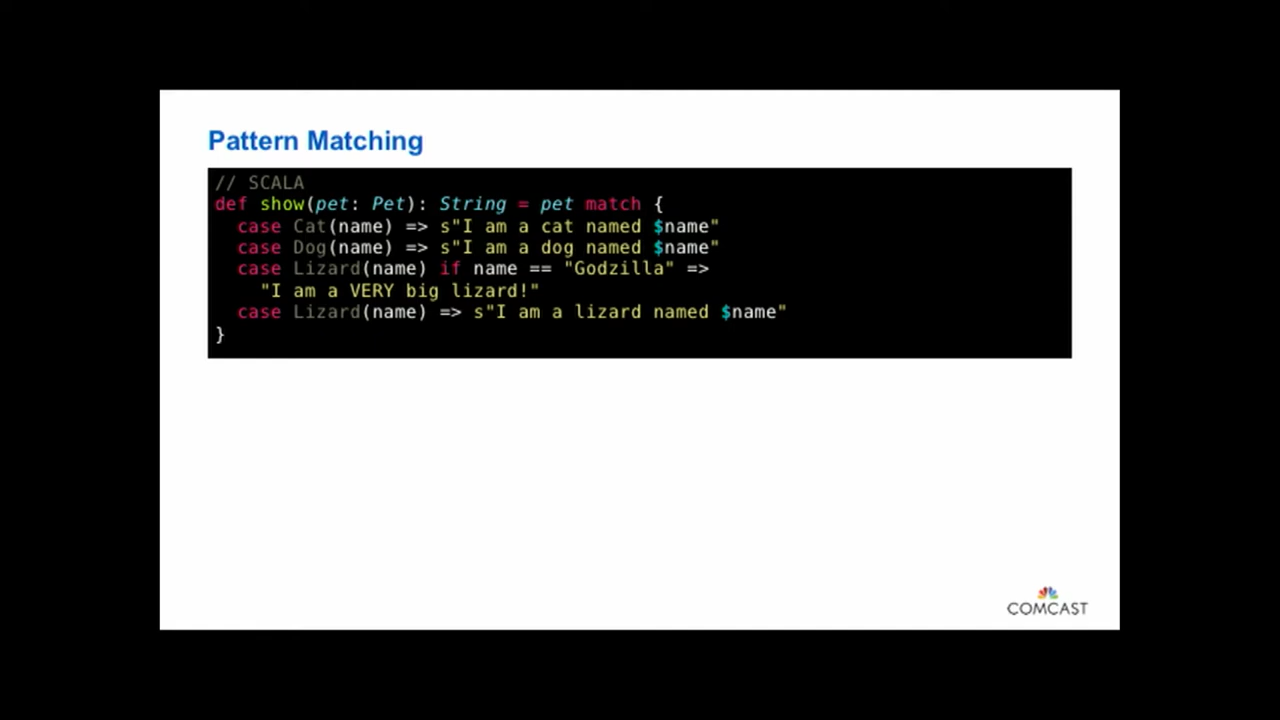 Pattern Matching
// SCALA
def show(pet: Pet): String = pet match {
  case Cat(name) => s"I am a cat named $name"
  case Dog(name) => s"I am a dog named $name"
  case Lizard(name) if name == "Godzilla" =>
    "I am a VERY big lizard!"
  case Lizard(name) => s"I am a lizard named $name"
}
COMCAST